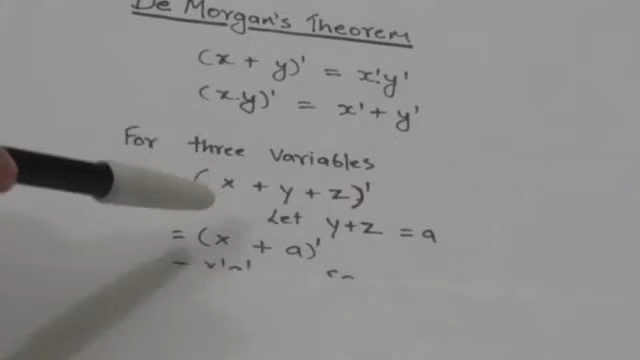 De Morgan's Theorem
(x + y)' = x'y'
(x.y)' = x' + y'
For three variables
(x + y + z)'
Let y+z = a
= (x + a)'
= x'a'